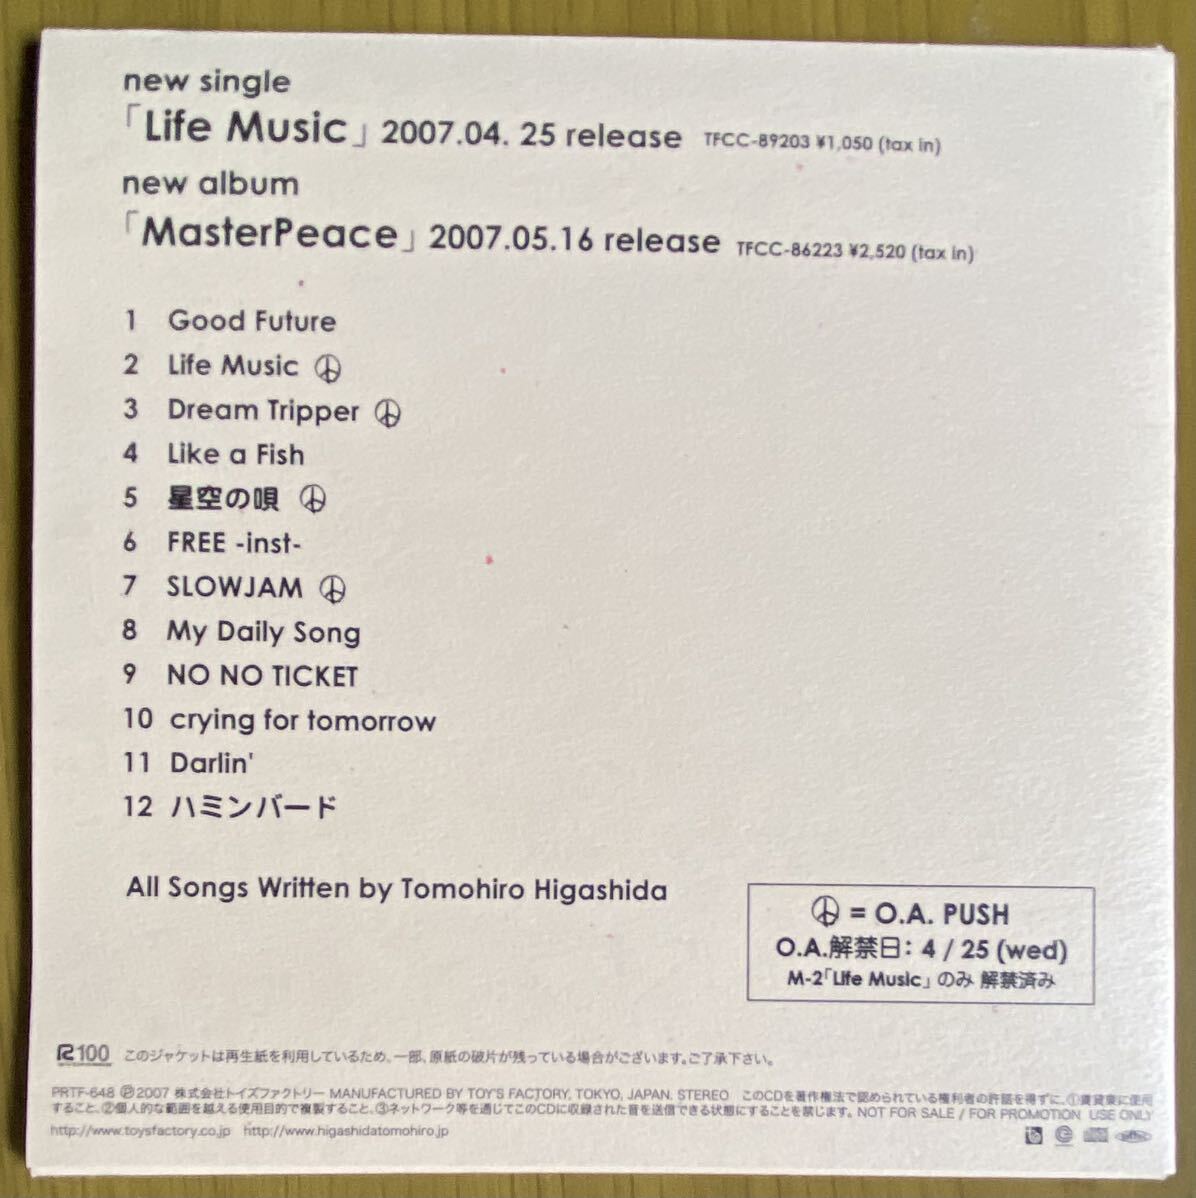 new single
「Life Music」2007.04. 25 release TFCC-89203 ¥1,050 (tax in)
new album
「MasterPeace」2007.05.16 release TFCC-86223 ¥2,520 (tax in)
1 Good Future
2 Life Music
3 Dream Tripper
4 Like a Fish
5 星空の唄
6 FREE -inst-
7 SLOWJAM
8 My Daily Song
9 NO NO TICKET
10 crying for tomorrow
11 Darlin'
12 ハミンバード
All Songs Written by Tomohiro Higashida
= O.A. PUSH
O.A.解禁日: 4 / 25 (wed)
M-2「Life Music」のみ 解禁済み
R100 このジャケットは再生紙を利用しているため、一部、原紙の破片が残っている場合がございます。ご了承下さい。
PRTF-648 Ⓟ2007 株式会社トイズファクトリー MANUFACTURED BY TOY'S FACTORY, TOKYO, JAPAN. STEREO このCDを著作権法で認められている権利者の許諾を得ずに、①賃貸業に使用
すること、②個人的な範囲を越える使用目的で複製すること、③ネットワーク等を通じてこのCDに収録された音を送信できる状態にすることを禁じます。NOT FOR SALE / FOR PROMOTION USE ONLY
http://www.toysfactory.co.jp http://www.higashidatomohiro.jp